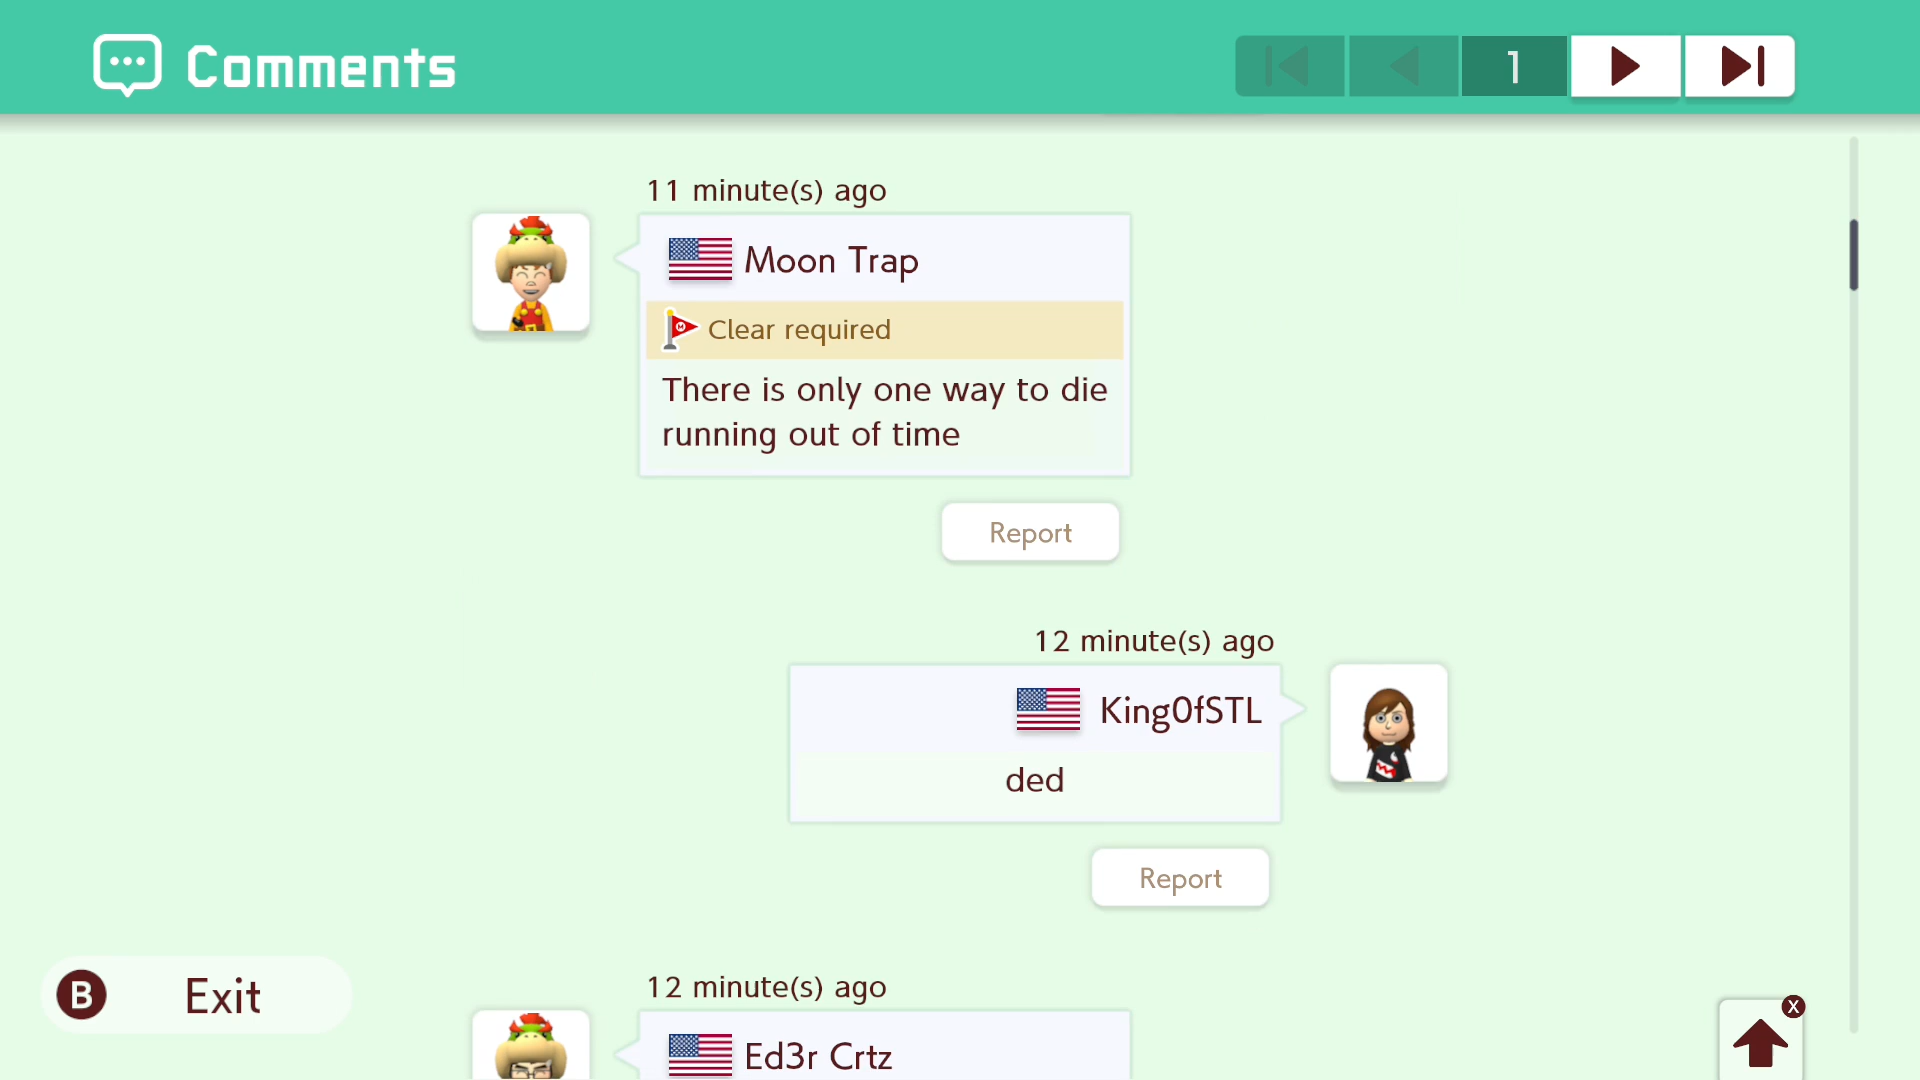 Comments
1
11 minute(s) ago
Moon Trap
M
Clear required
There is only one way to die
running out of time
Report
12 minute(s) ago
King0fSTL
ded
Report
12 minute(s) ago
Ed3r Crtz
B Exit
X